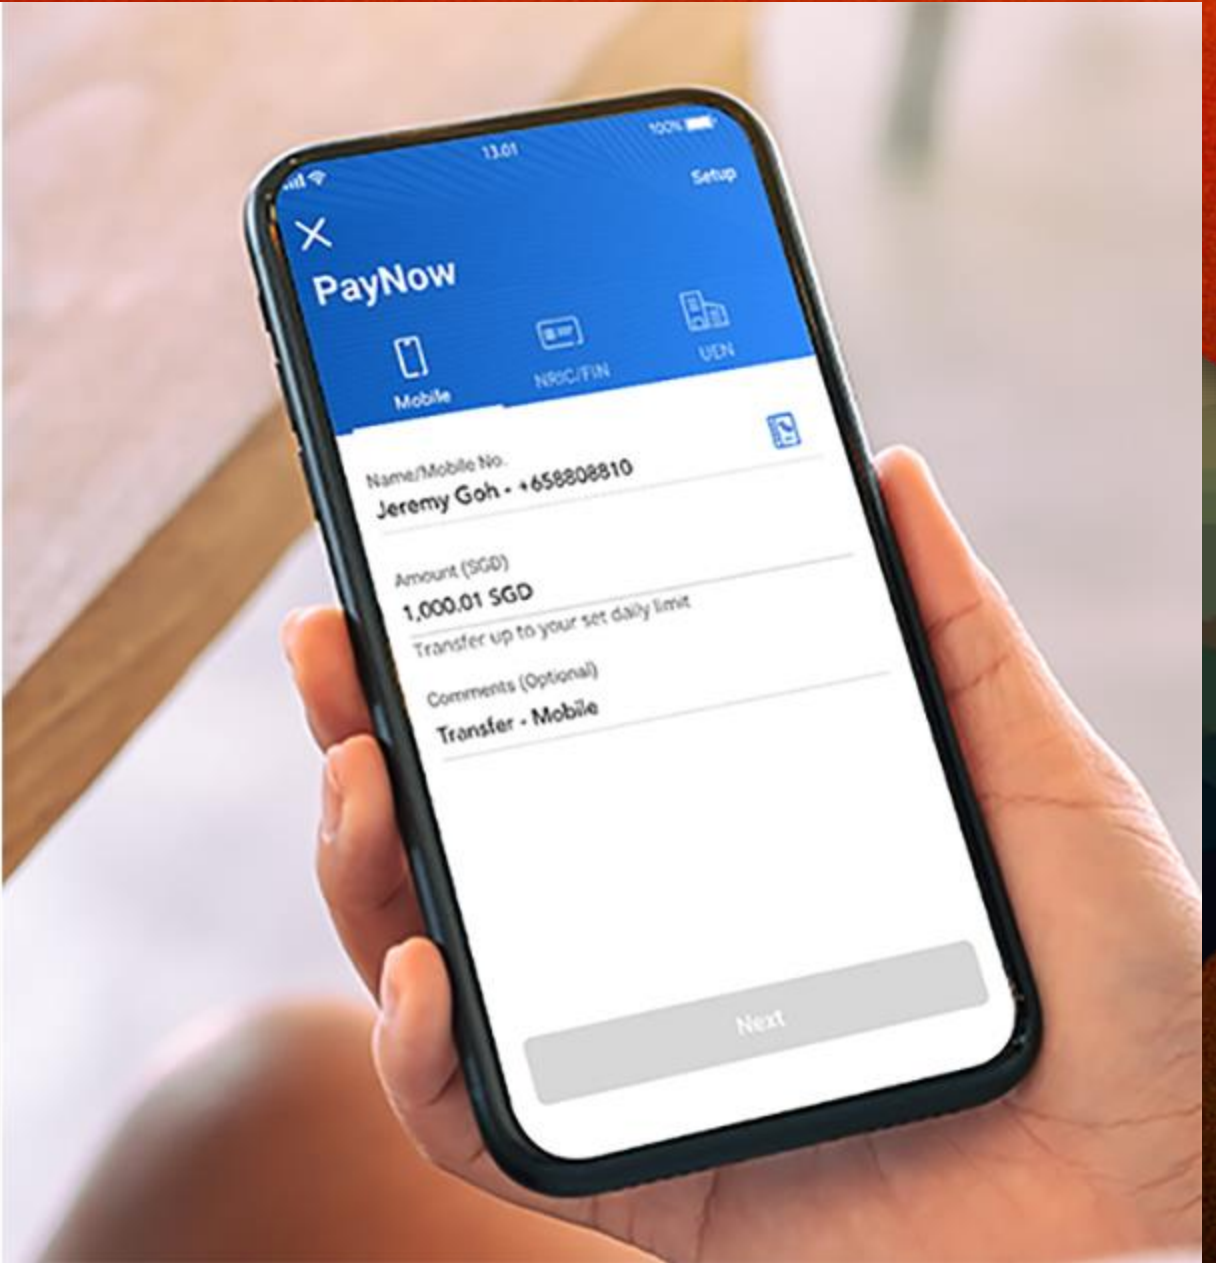 13.01
100%
Setup
PayNow
Mobile
NRIC/FIN
UEN
Name/Mobile No.
Jeremy Goh - +658808810
Amount (SGD)
1,000.01 SGD
Transfer up to your set daily limit
Comments (Optional)
Transfer - Mobile
Next